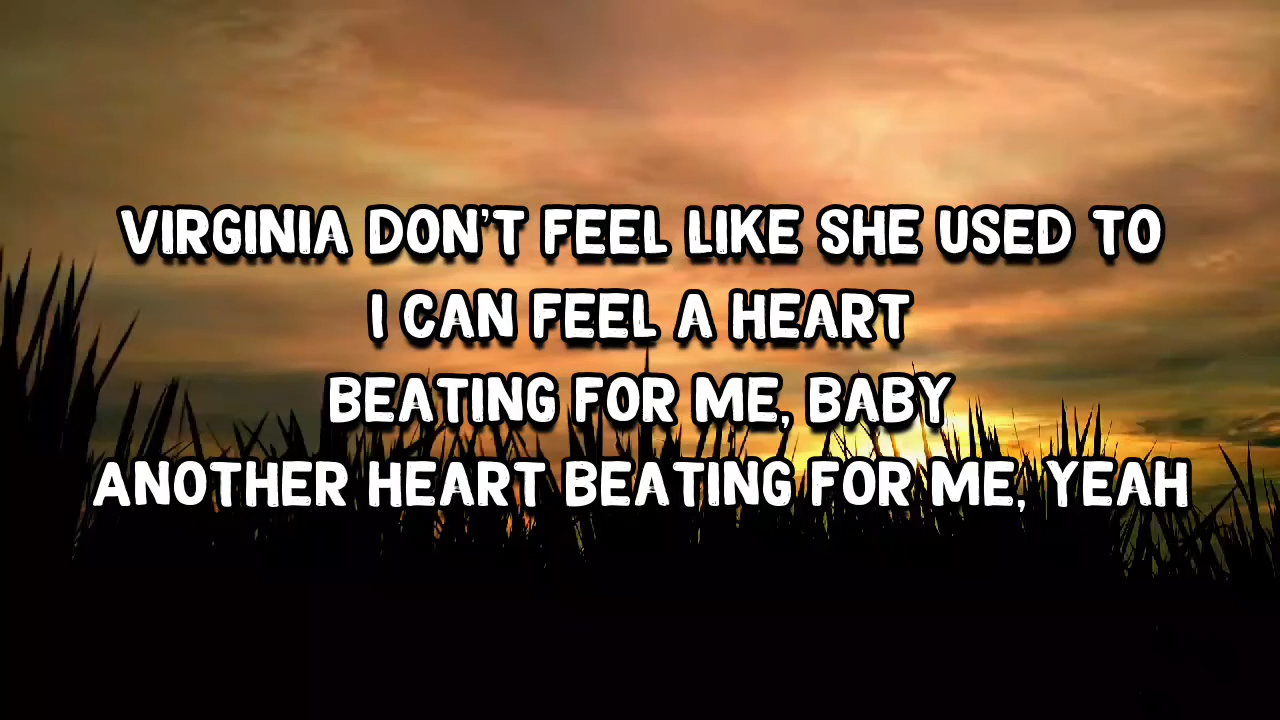 VIRGINIA DON'T FEEL LIKE SHE USED TO
I CAN FEEL A HEART
BEATING FOR ME, BABY
ANOTHER HEART BEATING FOR ME, YEAH